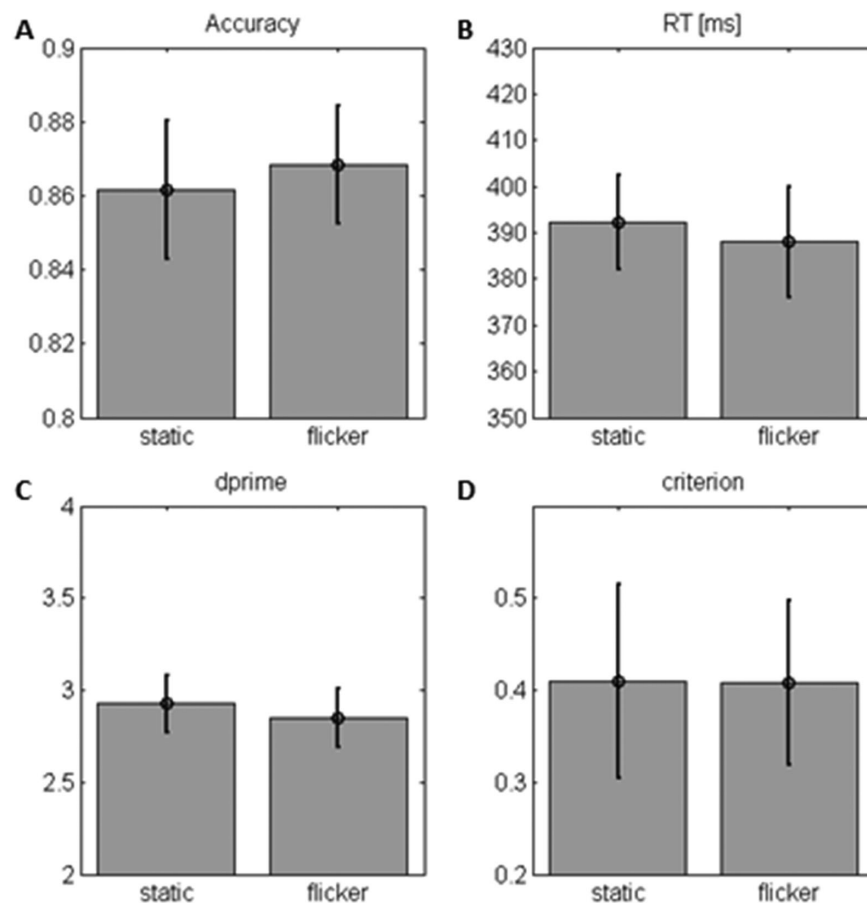 A
Accuracy
0.9
0.88
0.86
0.84
0.82
0.8
static
flicker
B
RT [ms]
430
420
410
400
390
380
370
360
350
static
flicker
C
dprime
4
3.5
3
2.5
2
static
flicker
D
criterion
0.5
0.4
0.3
0.2
static
flicker